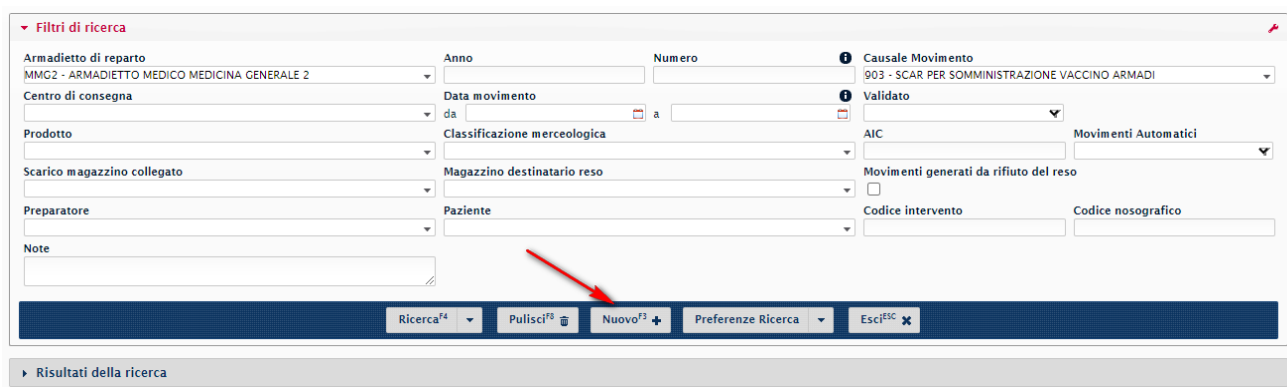 Filtri di ricerca
Armadietto di reparto Anno Numero Causale Movimento
MMG2 - ARMADIETTO MEDICO MEDICINA GENERALE 2 903 - SCAR PER SOMMINISTRAZIONE VACCINO ARMADI
Centro di consegna Data movimento Validato
da a
Prodotto Classificazione merceologica AIC Movimenti Automatici
Scarico magazzino collegato Magazzino destinatario reso Movimenti generati da rifiuto del reso
Preparatore Paziente Codice intervento Codice nosografico
Note
RicercaF4 PulisciF8 NuovoF3 Preferenze Ricerca EsciESC
Risultati della ricerca